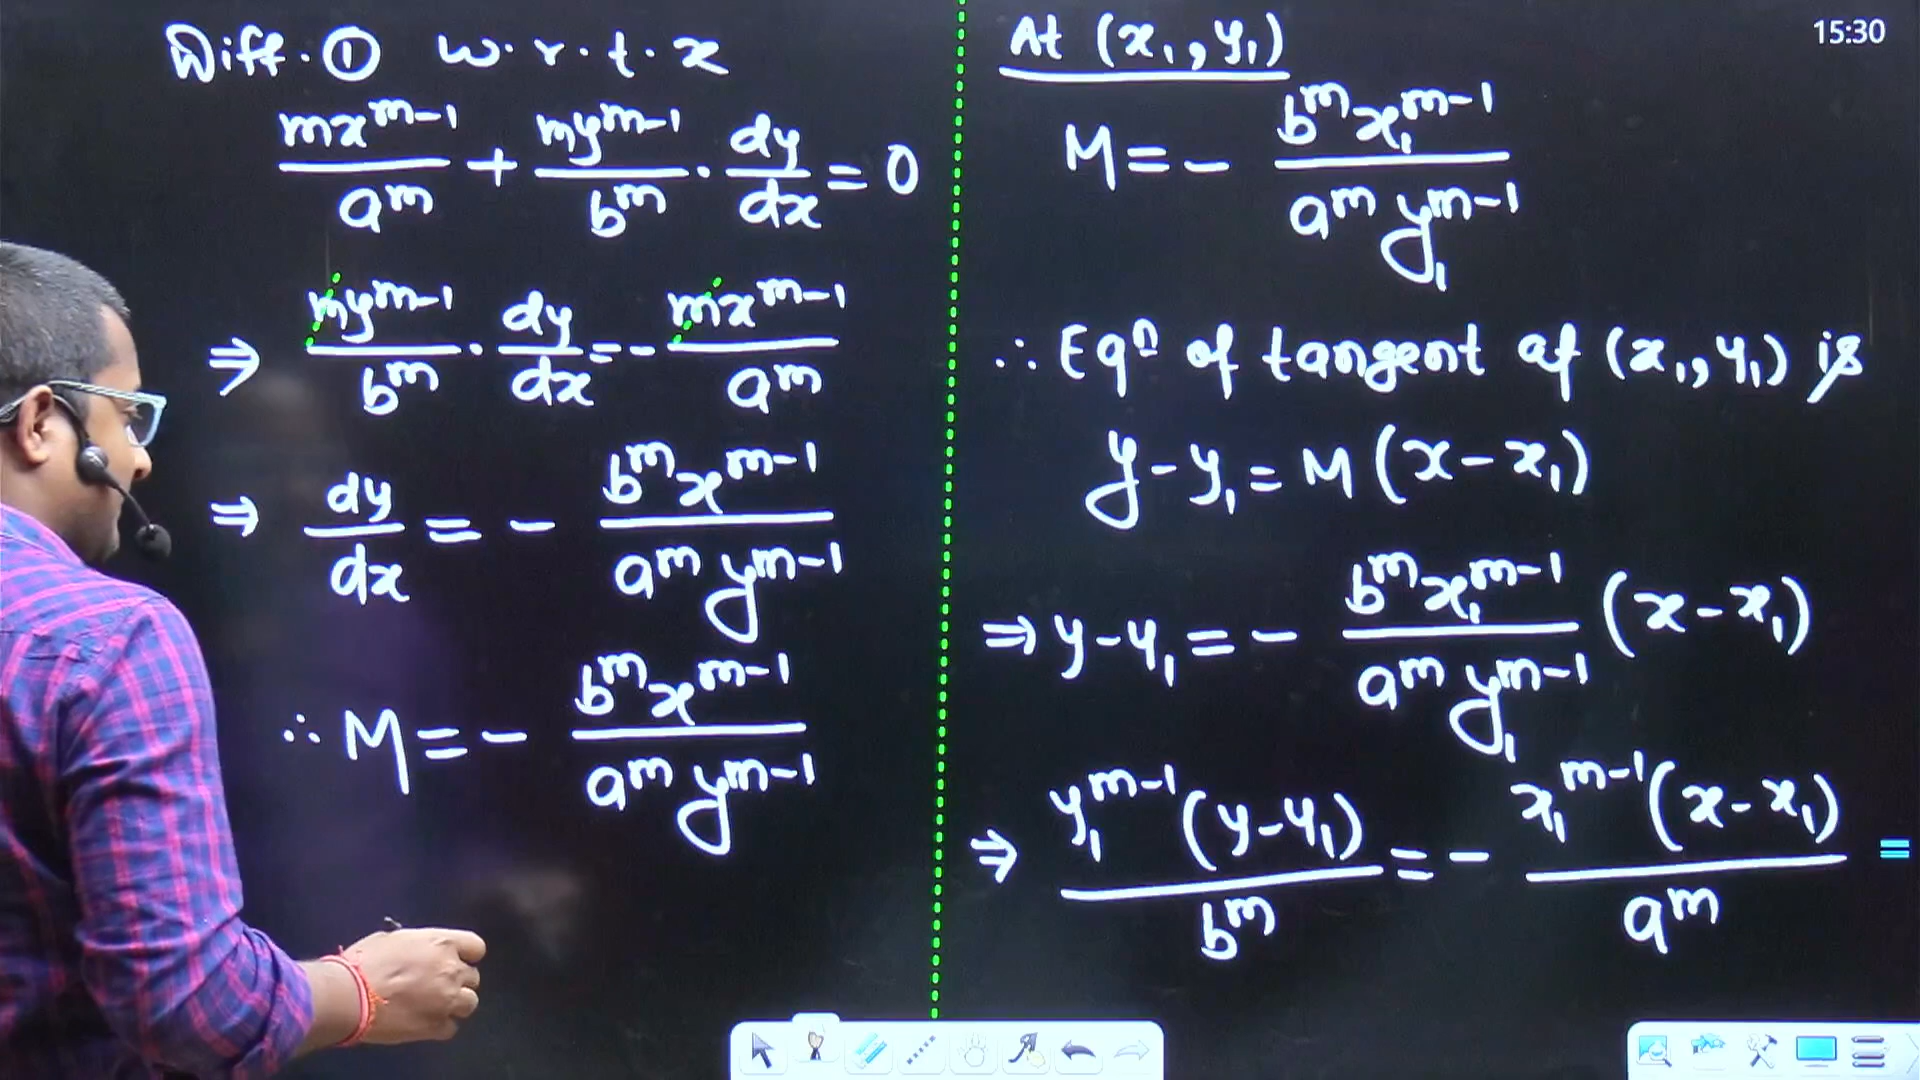 Diff. ① w.r.t. x
mx^{m-1}/a^m + my^{m-1}/b^m · dy/dx = 0
⇒ my^{m-1}/b^m · dy/dx = - mx^{m-1}/a^m
⇒ dy/dx = - b^m x^{m-1}/a^m y^{m-1}
∴ M = - b^m x^{m-1}/a^m y^{m-1}
At (x₁, y₁)
M = - b^m x₁^{m-1}/a^m y₁^{m-1}
∴ Eqⁿ of tangent at (x₁, y₁) is
y - y₁ = M (x - x₁)
⇒ y - y₁ = - b^m x₁^{m-1}/a^m y₁^{m-1} (x - x₁)
⇒ y₁^{m-1} (y - y₁)/b^m = - x₁^{m-1} (x - x₁)/a^m
15:30